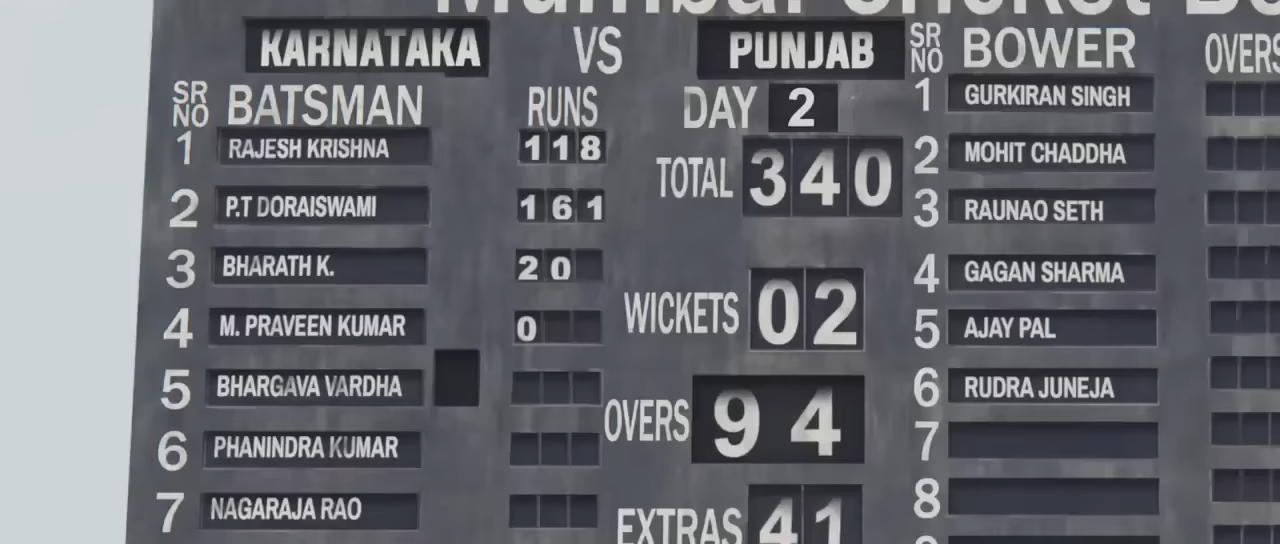 Mumbai Cricket
KARNATAKA VS PUNJAB
SR NO BATSMAN RUNS
1 RAJESH KRISHNA 118
2 P.T DORAISWAMI 161
3 BHARATH K. 20
4 M. PRAVEEN KUMAR 0
5 BHARGAVA VARDHA
6 PHANINDRA KUMAR
7 NAGARAJA RAO
DAY 2
TOTAL 340
WICKETS 02
OVERS 94
EXTRAS 41
SR NO BOWER OVERS
1 GURKIRAN SINGH
2 MOHIT CHADDHA
3 RAUNAO SETH
4 GAGAN SHARMA
5 AJAY PAL
6 RUDRA JUNEJA
7
8